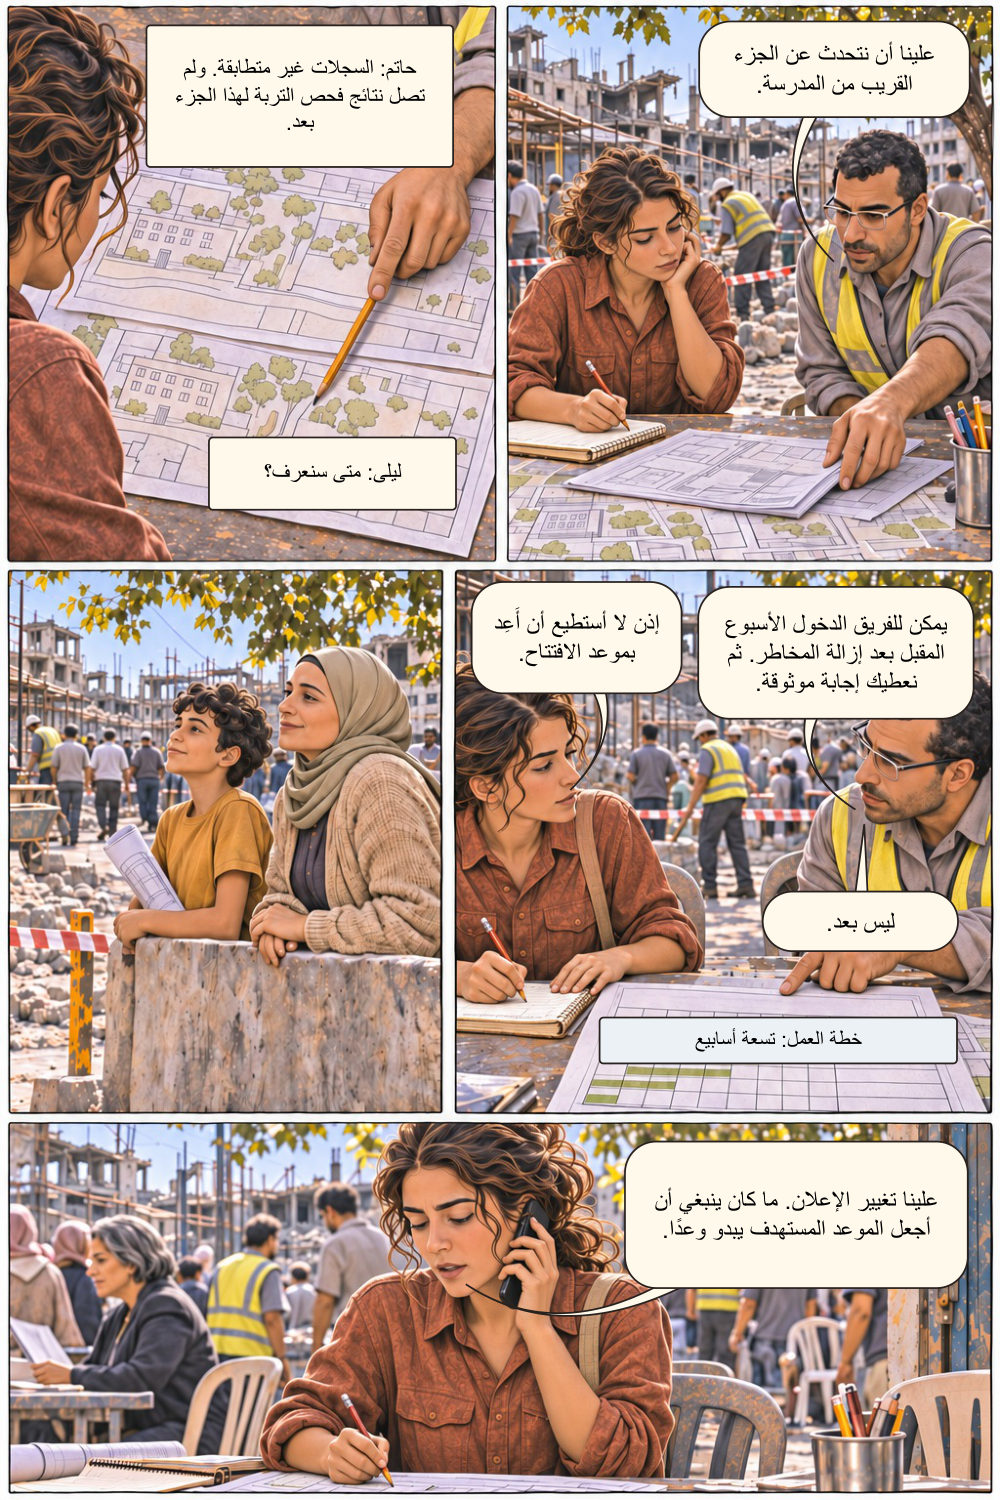 علينا أن نتحدث عن الجزء
القريب من المدرسة.
حاتم: السجلات غير متطابقة. ولم
تصل نتائج فحص التربة لهذا الجزء
بعد.
ليلى: متى سنعرف؟
يمكن للفريق الدخول الأسبوع
المقبل بعد إزالة المخاطر. ثم
نعطيك إجابة موثوقة.
إذن لا أستطيع أن أَعِد
بموعد الافتتاح.
ليس بعد.
خطة العمل: تسعة أسابيع
علينا تغيير الإعلان. ما كان ينبغي أن
أجعل الموعد المستهدف يبدو وعدًا.